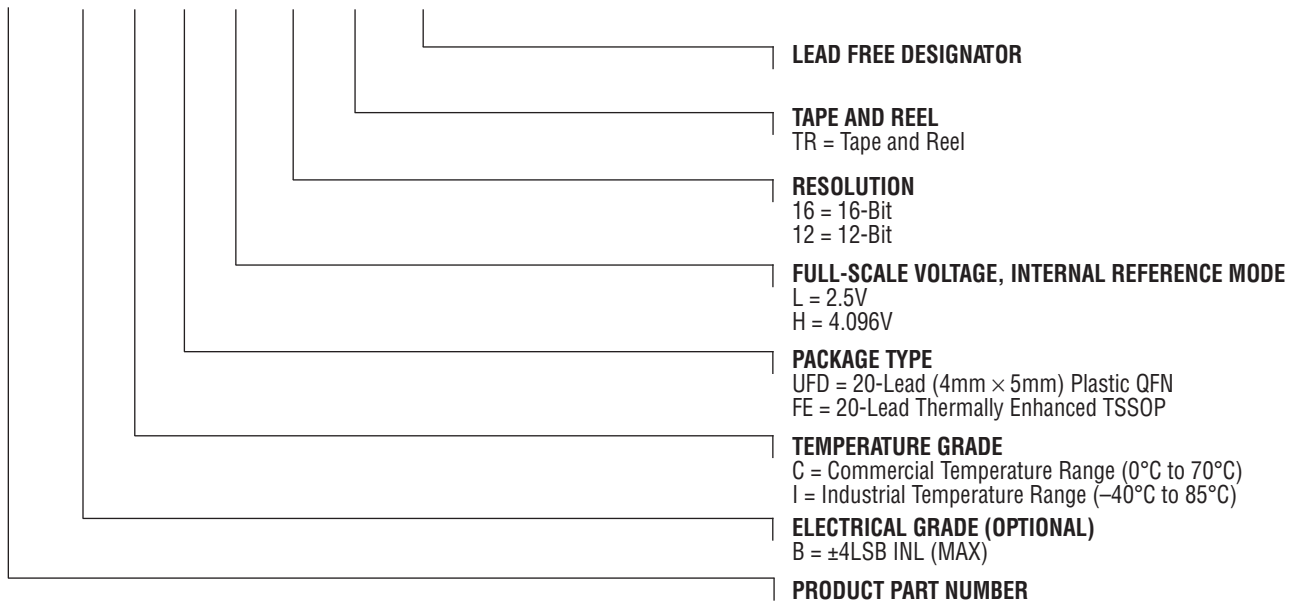 LEAD FREE DESIGNATOR
TAPE AND REEL
TR = Tape and Reel
RESOLUTION
16 = 16-Bit
12 = 12-Bit
FULL-SCALE VOLTAGE, INTERNAL REFERENCE MODE
L = 2.5V
H = 4.096V
PACKAGE TYPE
UFD = 20-Lead (4mm × 5mm) Plastic QFN
FE = 20-Lead Thermally Enhanced TSSOP
TEMPERATURE GRADE
C = Commercial Temperature Range (0°C to 70°C)
I = Industrial Temperature Range (–40°C to 85°C)
ELECTRICAL GRADE (OPTIONAL)
B = ±4LSB INL (MAX)
PRODUCT PART NUMBER